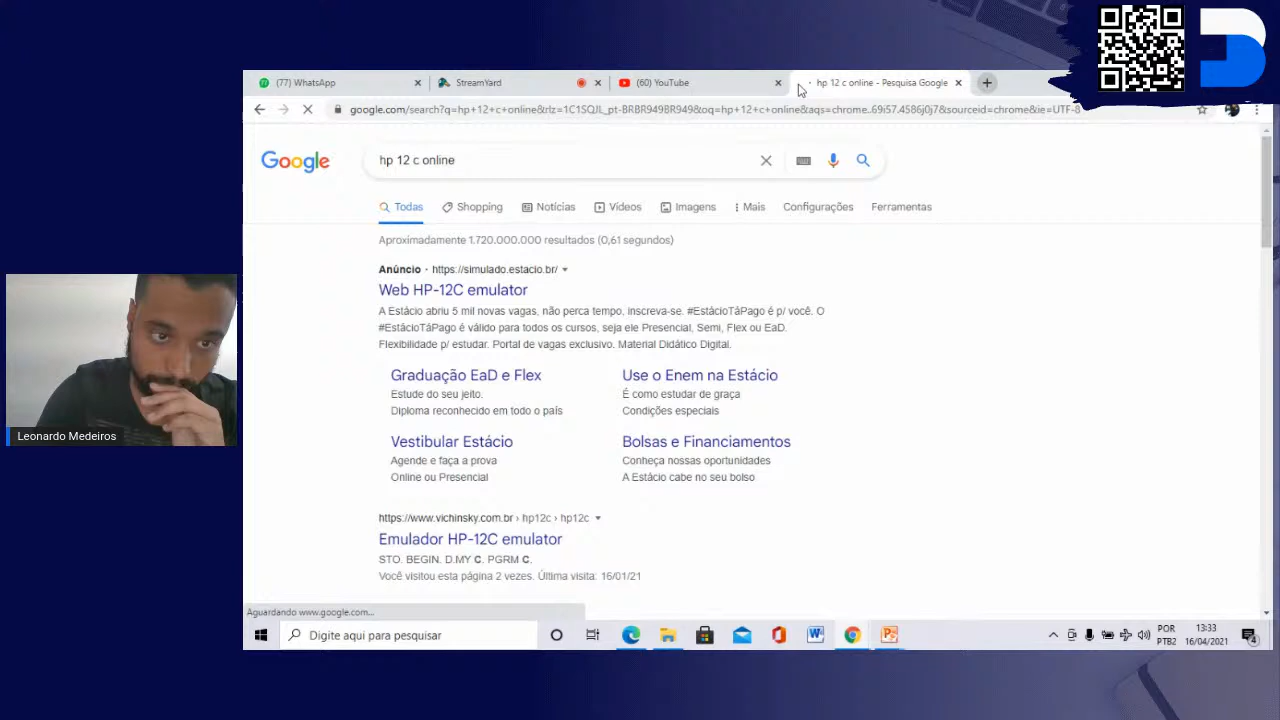 (77) WhatsApp
StreamYard
(60) YouTube
hp 12 c online - Pesquisa Google
google.com/search?q=hp+12+c+online&rlz=1C1SQJL_pt-BRBR949BR949&oq=hp+12+c+online&aqs=chrome..69i57.4586j0j7&sourceid=chrome&ie=UTF-8
Google
hp 12 c online
Todas
Shopping
Notícias
Vídeos
Imagens
Mais
Configurações
Ferramentas
Aproximadamente 1.720.000.000 resultados (0,61 segundos)
Anúncio · https://simulado.estacio.br/
Web HP-12C emulator
A Estácio abriu 5 mil novas vagas, não perca tempo, inscreva-se. #EstácioTáPago é p/ você. O
#EstácioTáPago é válido para todos os cursos, seja ele Presencial, Semi, Flex ou EaD.
Flexibilidade p/ estudar. Portal de vagas exclusivo. Material Didático Digital.
Graduação EaD e Flex
Estude do seu jeito.
Diploma reconhecido em todo o país
Use o Enem na Estácio
É como estudar de graça
Condições especiais
Vestibular Estácio
Agende e faça a prova
Online ou Presencial
Bolsas e Financiamentos
Conheça nossas oportunidades
A Estácio cabe no seu bolso
https://www.vichinsky.com.br › hp12c › hp12c
Emulador HP-12C emulator
STO. BEGIN. D.MY C. PGRM C.
Você visitou esta página 2 vezes. Última visita: 16/01/21
Aguardando www.google.com...
Leonardo Medeiros
Digite aqui para pesquisar
POR
PTB2
13:33
16/04/2021
4